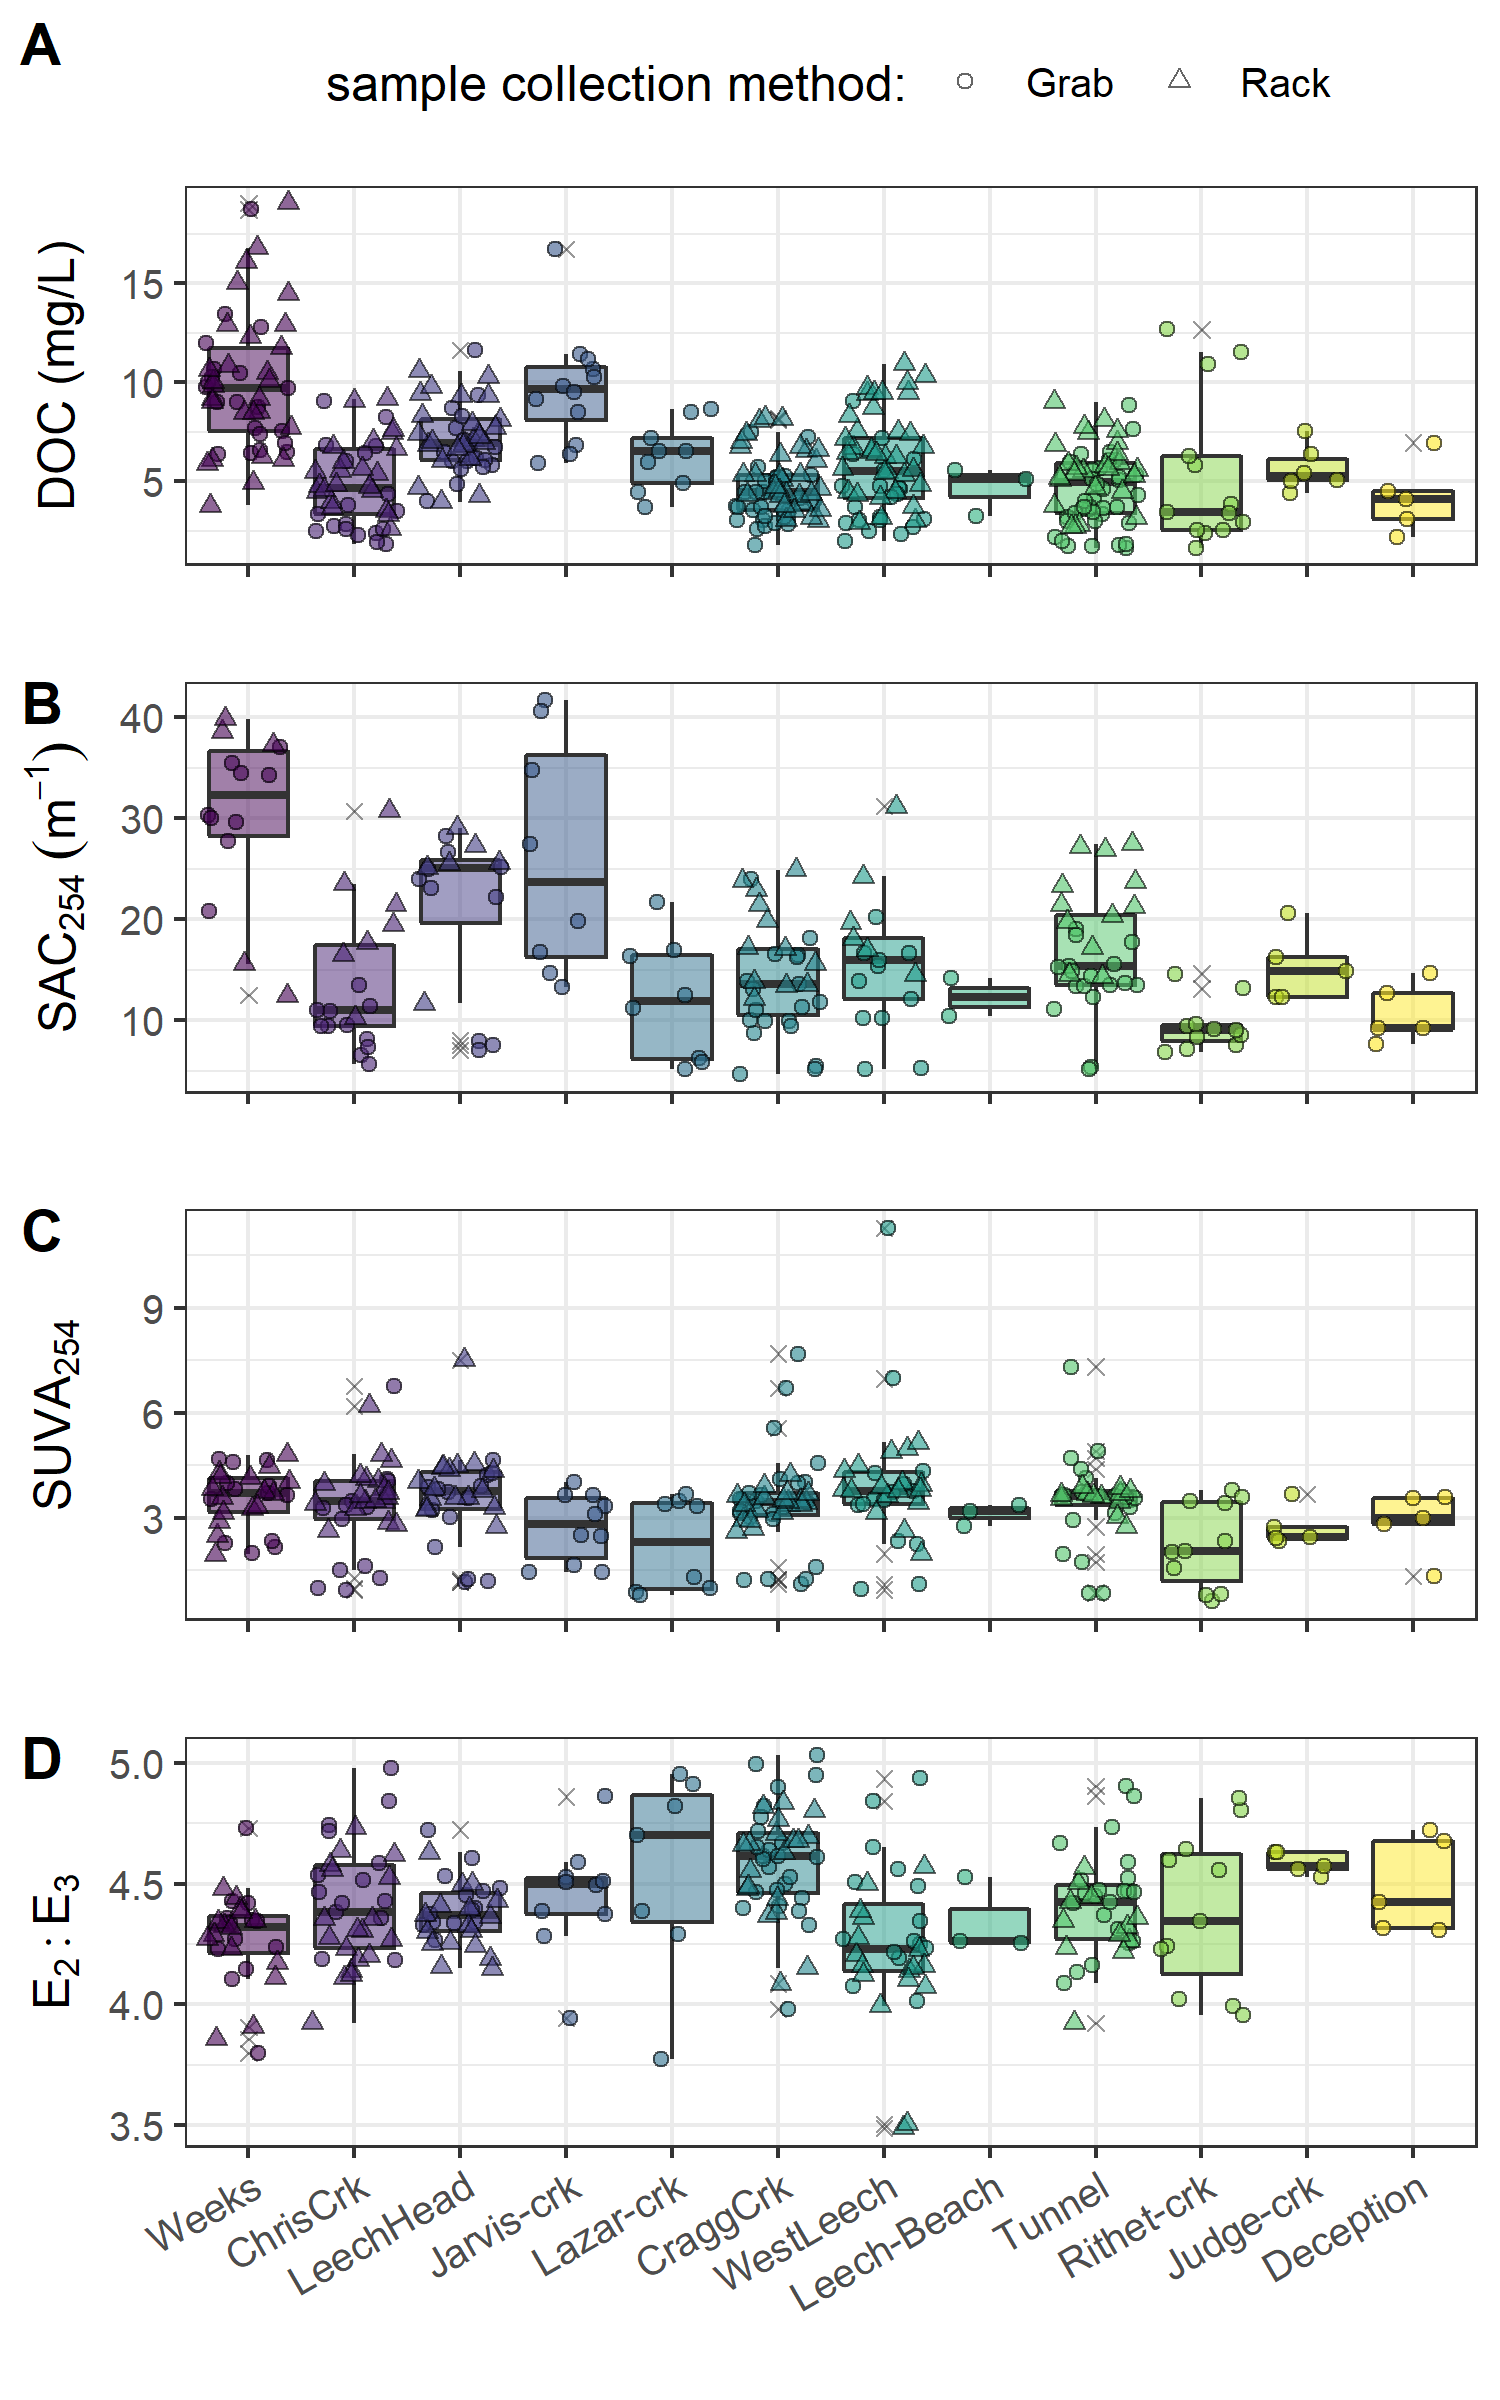 A
sample collection method: Grab Rack
DOC (mg/L)
15
10
5
B
SAC₂₅₄ (m⁻¹)
40
30
20
10
C
SUVA₂₅₄
9
6
3
D
E₂ : E₃
5.0
4.5
4.0
3.5
Weeks
ChrisCrk
LeechHead
Jarvis-crk
Lazar-crk
CraggCrk
WestLeech
Leech-Beach
Tunnel
Rithet-crk
Judge-crk
Deception